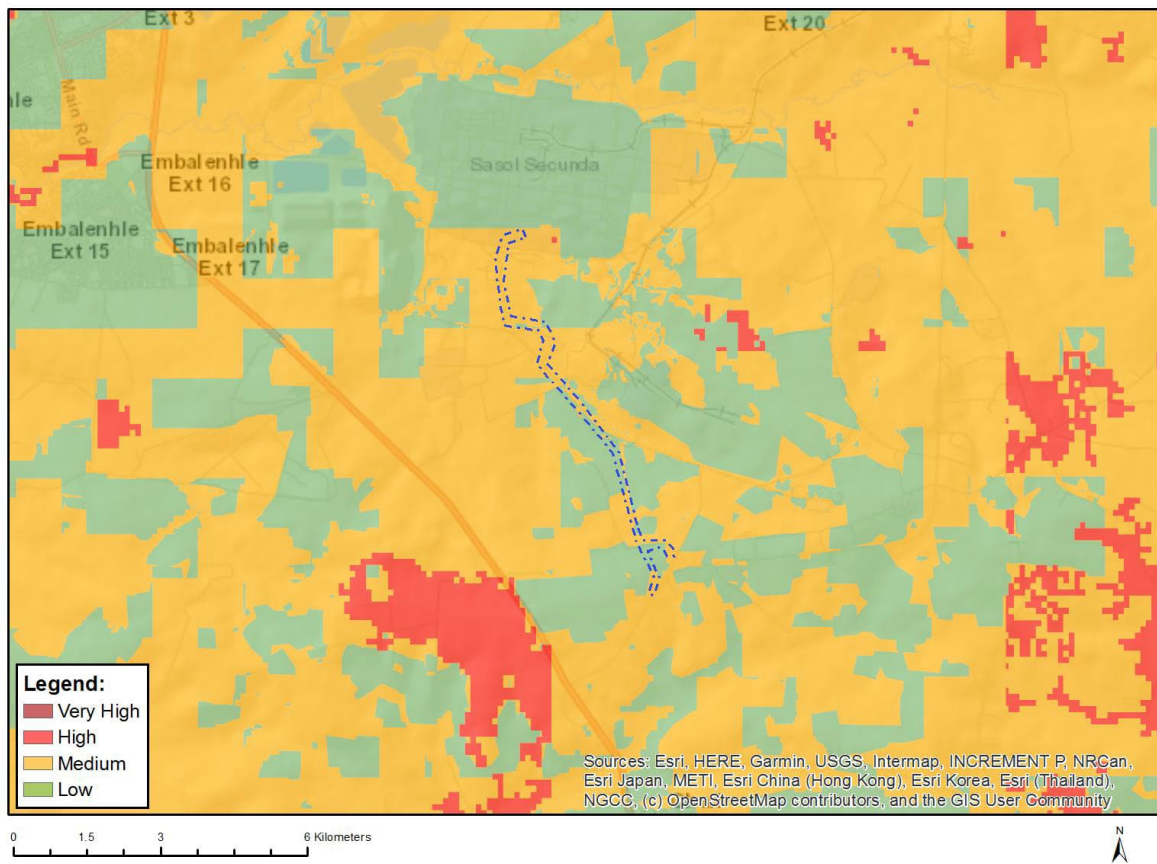 Ext 3
Ext 20
Main Rd
hle
Embalenhle
Ext 16
Sasol Secunda
Embalenhle
Ext 15
Embalenhle
Ext 17
Legend:
Very High
High
Medium
Low
Sources: Esri, HERE, Garmin, USGS, Intermap, INCREMENT P, NRCan,
Esri Japan, METI, Esri China (Hong Kong), Esri Korea, Esri (Thailand),
NGCC, (c) OpenStreetMap contributors, and the GIS User Community
0 1.5 3 6 Kilometers
N